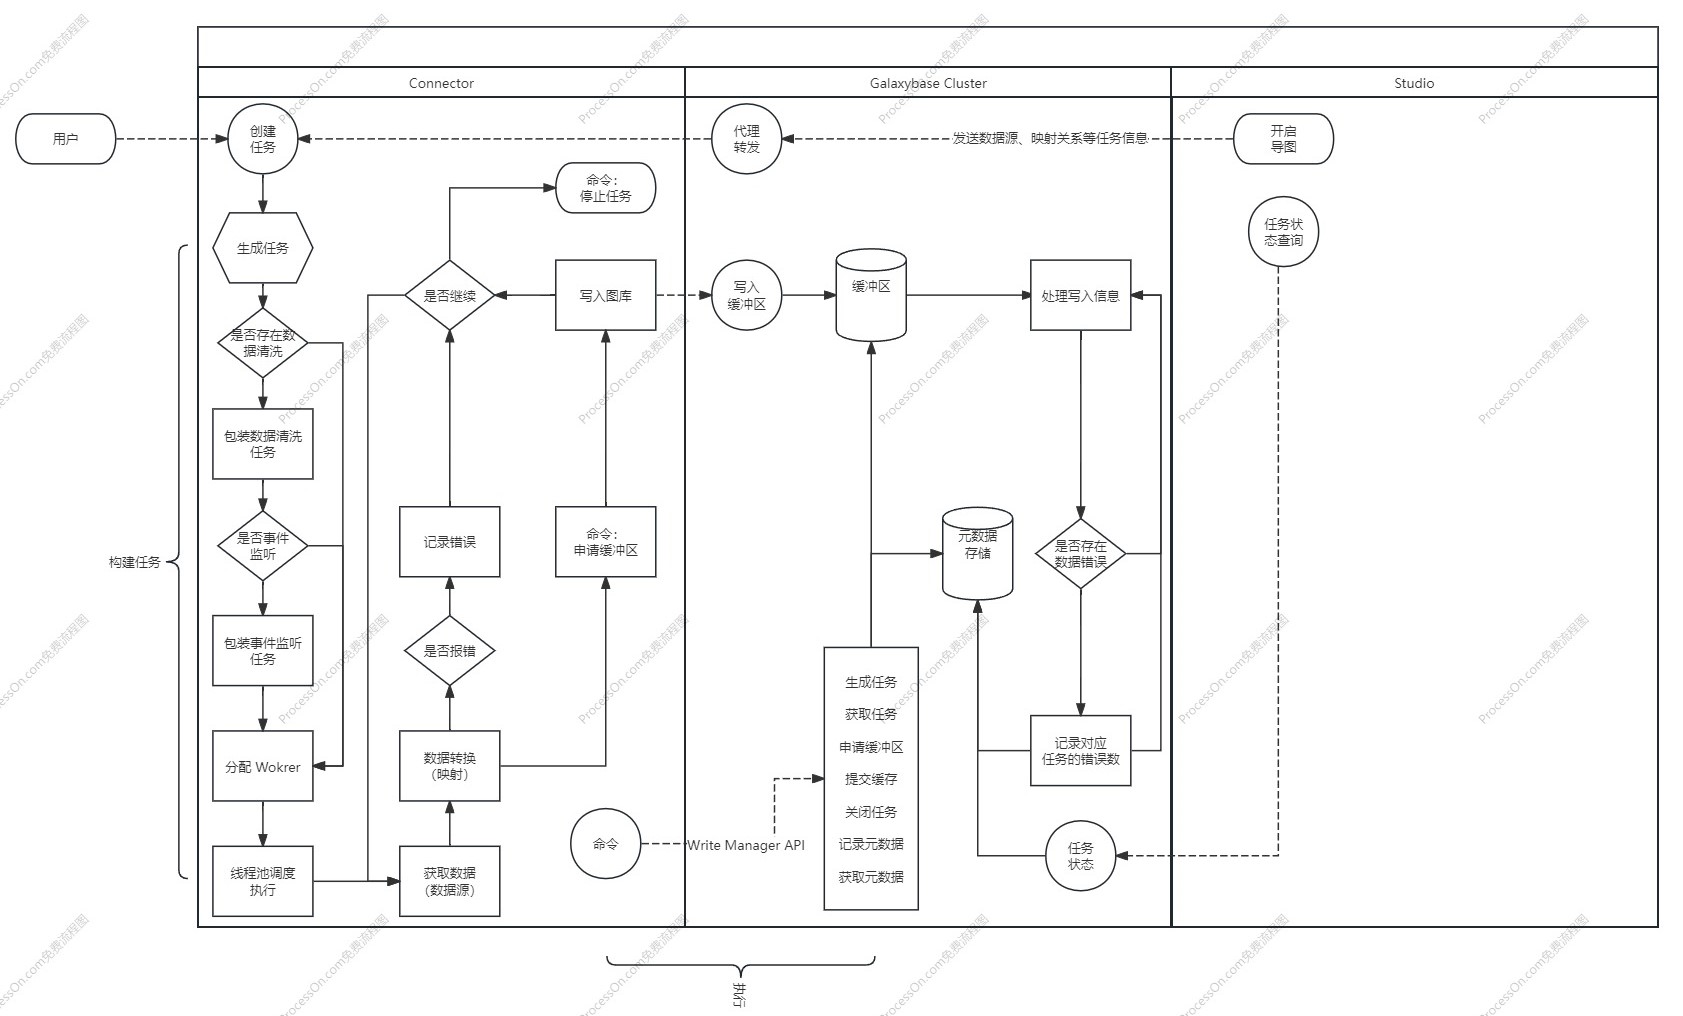 Connector
Galaxybase Cluster
Studio
用户
创建
任务
代理
转发
发送数据源、映射关系等任务信息
开启
导图
命令：
停止任务
任务状
态查询
生成任务
是否继续
写入图库
写入
缓冲区
缓冲区
处理写入信息
是否存在数
据清洗
包装数据清洗
任务
是否事件
监听
记录错误
命令：
申请缓冲区
元数据
存储
是否存在
数据错误
构建任务
包装事件监听
任务
是否报错
生成任务
获取任务
申请缓冲区
提交缓存
关闭任务
记录元数据
获取元数据
分配 Wokrer
数据转换
（映射）
记录对应
任务的错误数
命令
Write Manager API
任务
状态
线程池调度
执行
获取数据
（数据源）
执行
ProcessOn.com免费流程图